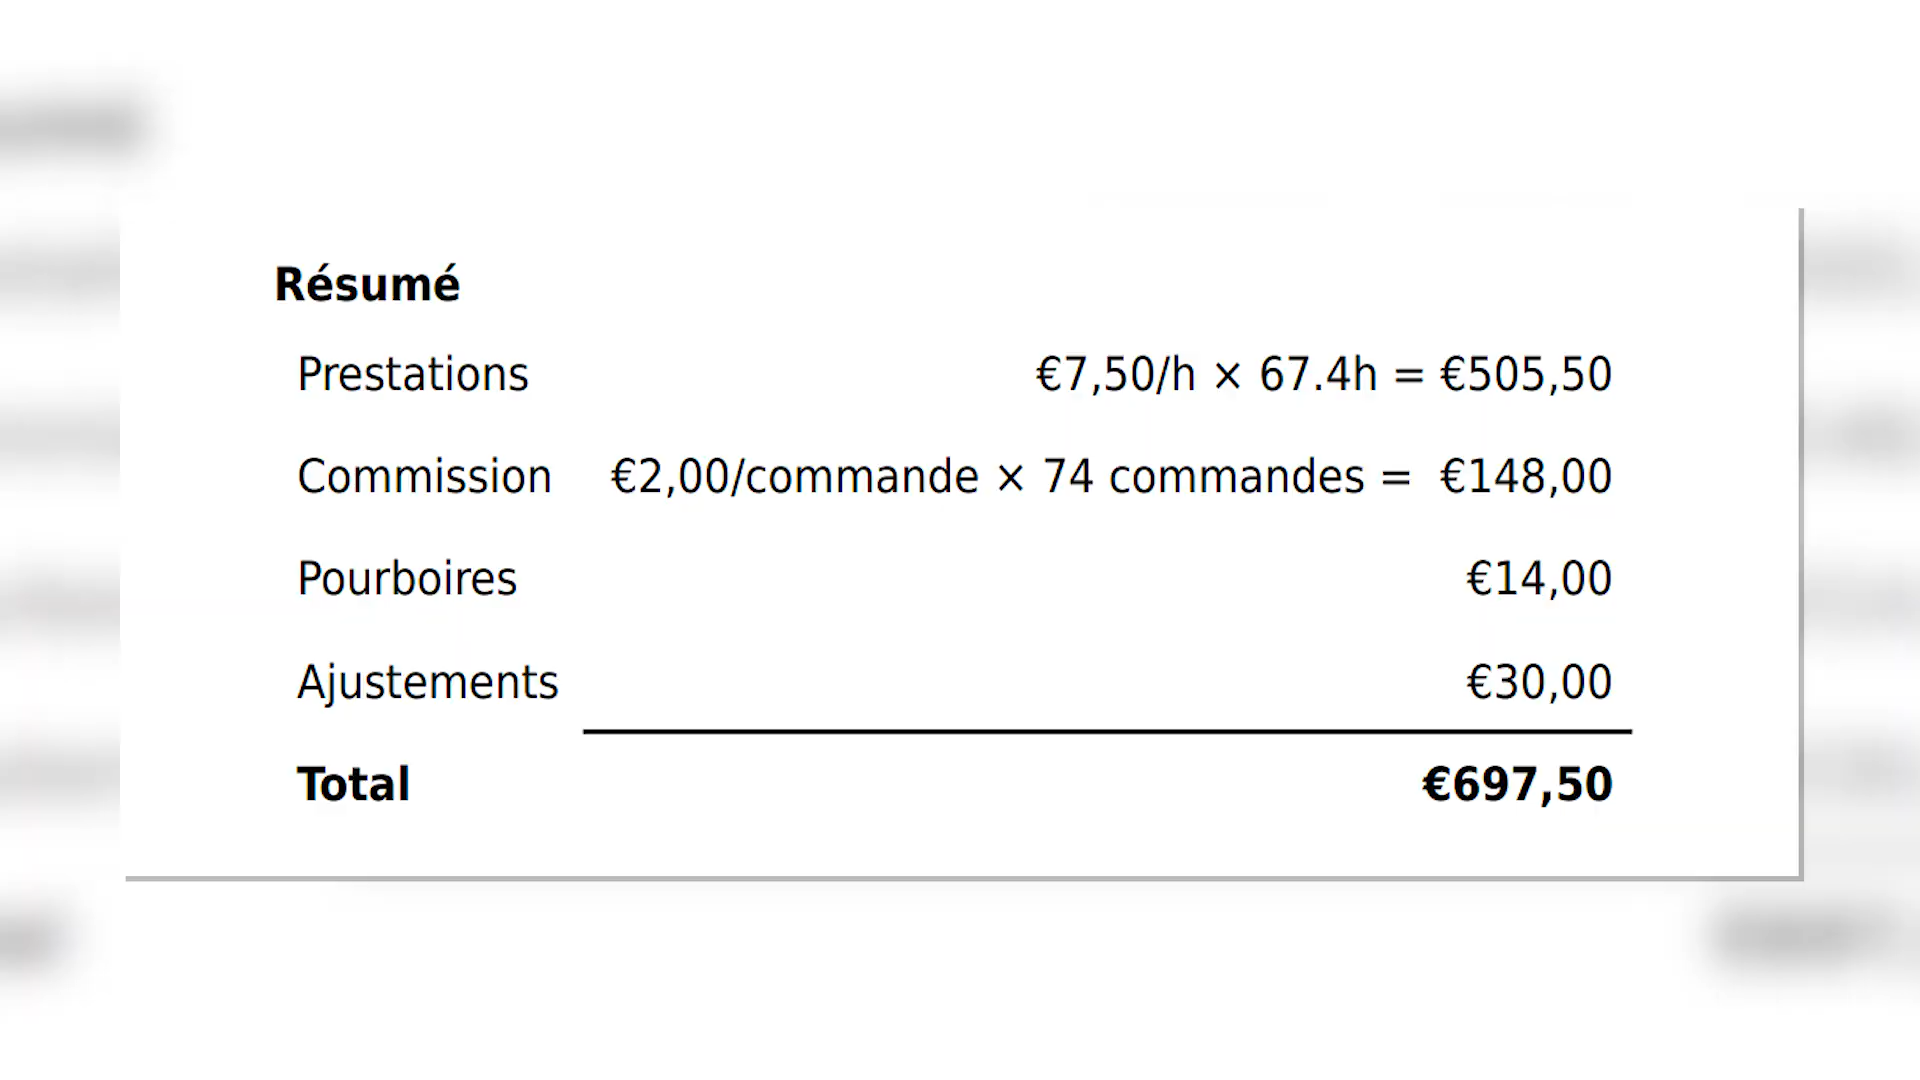 Résumé
Prestations €7,50/h × 67.4h = €505,50
Commission €2,00/commande × 74 commandes = €148,00
Pourboires €14,00
Ajustements €30,00
Total €697,50